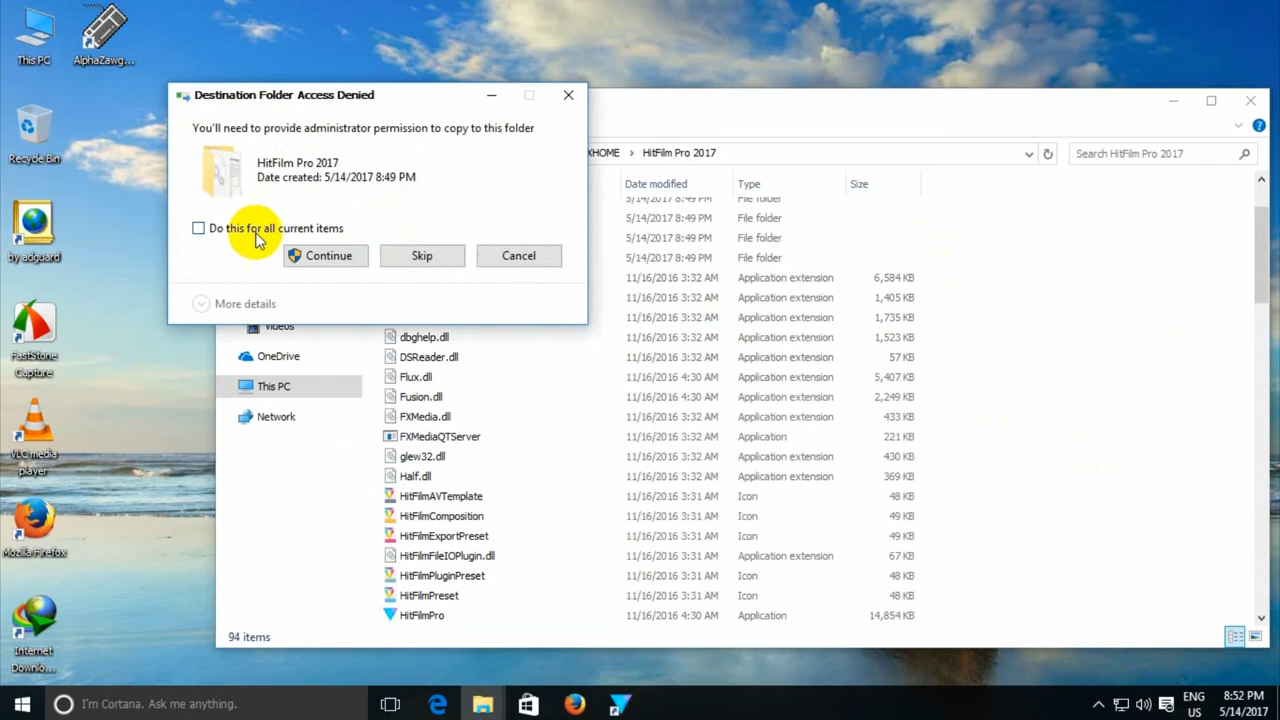 This PC
AlphaZawg...
Recycle Bin
by adguard
FastStone
Capture
VLC media
player
Mozilla Firefox
Internet
Downlo...
Destination Folder Access Denied
You'll need to provide administrator permission to copy to this folder
HitFilm Pro 2017
Date created: 5/14/2017 8:49 PM
Do this for all current items
Continue
Skip
Cancel
More details
XHOME > HitFilm Pro 2017
Search HitFilm Pro 2017
Date modified Type Size
5/14/2017 8:49 PM File folder
5/14/2017 8:49 PM File folder
5/14/2017 8:49 PM File folder
5/14/2017 8:49 PM File folder
11/16/2016 3:32 AM Application extension 6,584 KB
11/16/2016 3:32 AM Application extension 1,405 KB
11/16/2016 3:32 AM Application extension 1,735 KB
dbghelp.dll 11/16/2016 3:32 AM Application extension 1,523 KB
DSReader.dll 11/16/2016 3:32 AM Application extension 57 KB
Flux.dll 11/16/2016 4:30 AM Application extension 5,407 KB
Fusion.dll 11/16/2016 4:30 AM Application extension 2,249 KB
FXMedia.dll 11/16/2016 3:32 AM Application extension 433 KB
FXMediaQTServer 11/16/2016 3:32 AM Application 221 KB
glew32.dll 11/16/2016 3:32 AM Application extension 430 KB
Half.dll 11/16/2016 3:32 AM Application extension 369 KB
HitFilmAVTemplate 11/16/2016 3:31 AM Icon 48 KB
HitFilmComposition 11/16/2016 3:31 AM Icon 49 KB
HitFilmExportPreset 11/16/2016 3:31 AM Icon 49 KB
HitFilmFileIOPlugin.dll 11/16/2016 3:32 AM Application extension 67 KB
HitFilmPluginPreset 11/16/2016 3:31 AM Icon 48 KB
HitFilmPreset 11/16/2016 3:31 AM Icon 48 KB
HitFilmPro 11/16/2016 4:30 AM Application 14,854 KB
Videos
OneDrive
This PC
Network
94 items
I'm Cortana. Ask me anything.
ENG
US
8:52 PM
5/14/2017